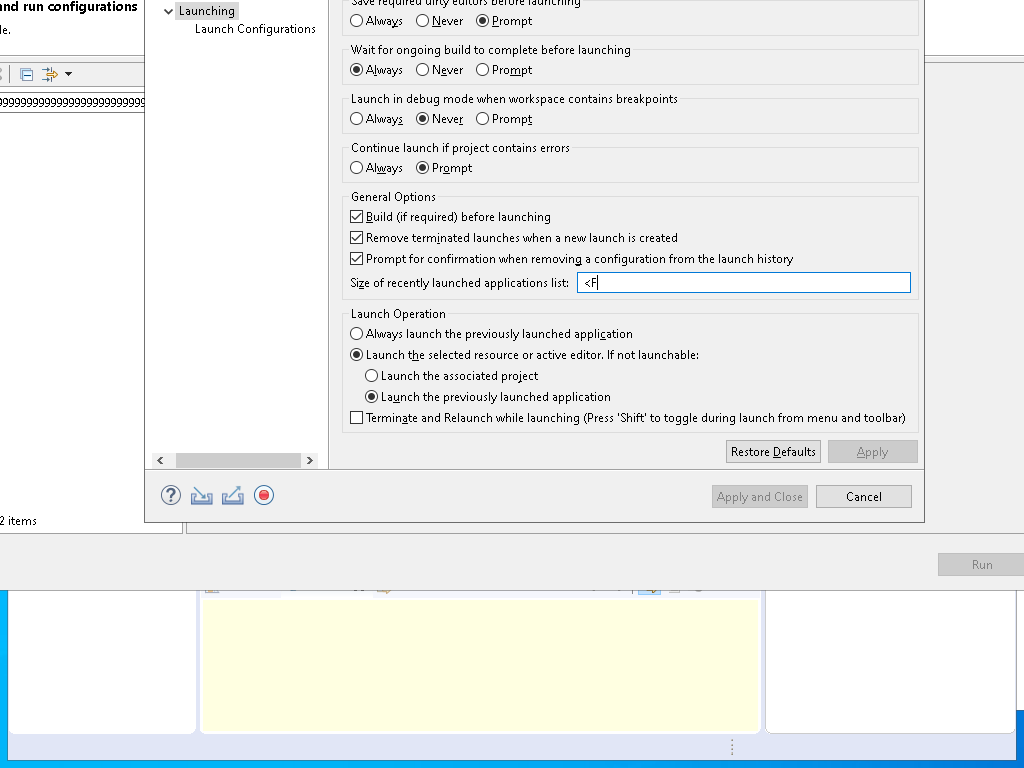 and run configurations
Launching
Launch Configurations
Save required dirty editors before launching
Always Never Prompt
Wait for ongoing build to complete before launching
Always Never Prompt
Launch in debug mode when workspace contains breakpoints
Always Never Prompt
Continue launch if project contains errors
Always Prompt
General Options
Build (if required) before launching
Remove terminated launches when a new launch is created
Prompt for confirmation when removing a configuration from the launch history
Size of recently launched applications list: <F
Launch Operation
Always launch the previously launched application
Launch the selected resource or active editor. If not launchable:
Launch the associated project
Launch the previously launched application
Terminate and Relaunch while launching (Press 'Shift' to toggle during launch from menu and toolbar)
Restore Defaults Apply
Apply and Close Cancel
2 items
Run